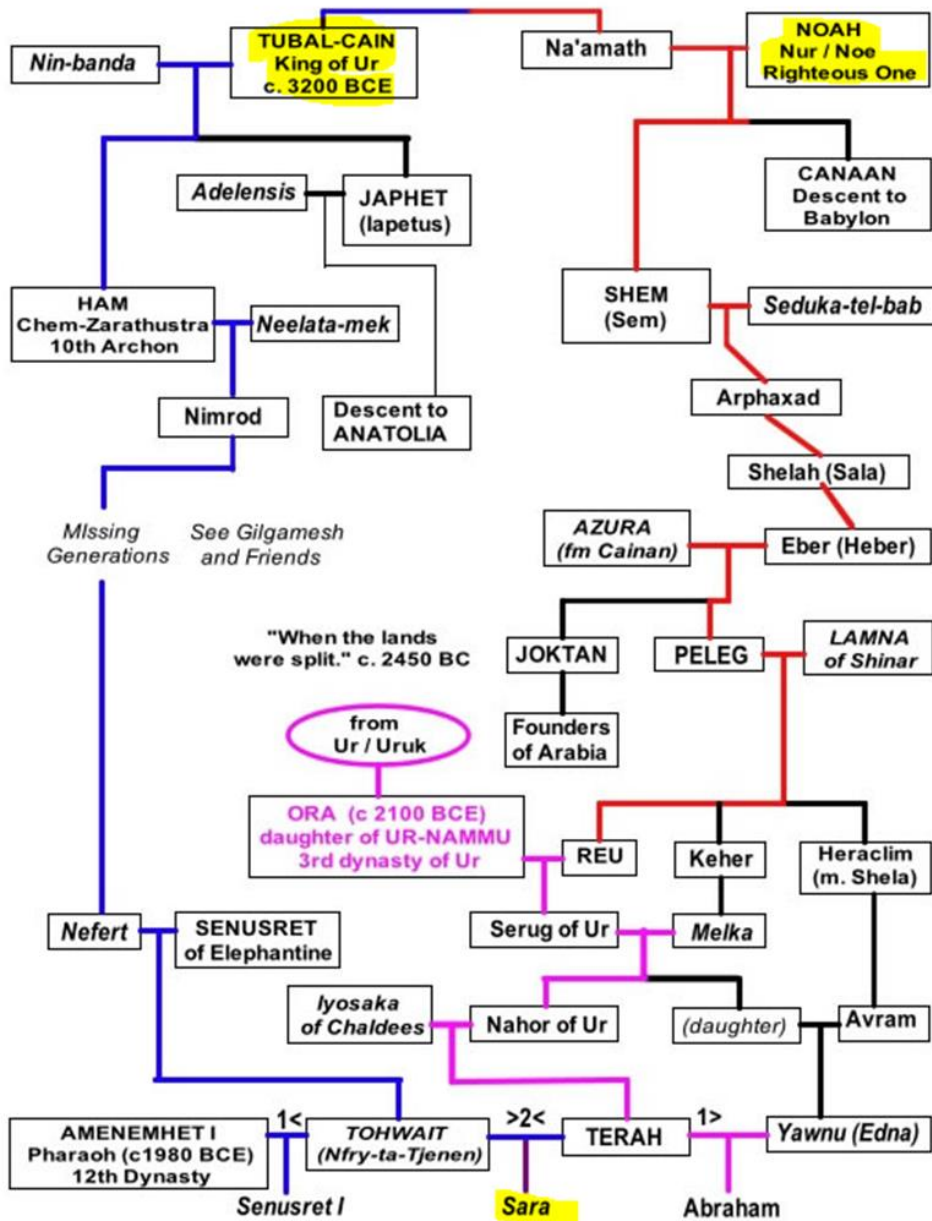 Nin-banda
TUBAL-CAIN
King of Ur
c. 3200 BCE
Na'amath
NOAH
Nur / Noe
Righteous One
Adelensis
JAPHET
(Iapetus)
CANAAN
Descent to
Babylon
HAM
Chem-Zarathustra
10th Archon
Neelata-mek
SHEM
(Sem)
Seduka-tel-bab
Nimrod
Descent to
ANATOLIA
Arphaxad
Shelah (Sala)
MIssing
Generations
See Gilgamesh
and Friends
AZURA
(fm Cainan)
Eber (Heber)
"When the lands
were split." c. 2450 BC
JOKTAN
PELEG
LAMNA
of Shinar
from
Ur / Uruk
Founders
of Arabia
ORA (c 2100 BCE)
daughter of UR-NAMMU
3rd dynasty of Ur
REU
Keher
Heraclim
(m. Shela)
Nefert
SENUSRET
of Elephantine
Serug of Ur
Melka
Iyosaka
of Chaldees
Nahor of Ur
(daughter)
Avram
AMENEMHET I
Pharaoh (c1980 BCE)
12th Dynasty
1<
TOHWAIT
(Nfry-ta-Tjenen)
>2<
TERAH
1>
Yawnu (Edna)
Senusret I
Sara
Abraham